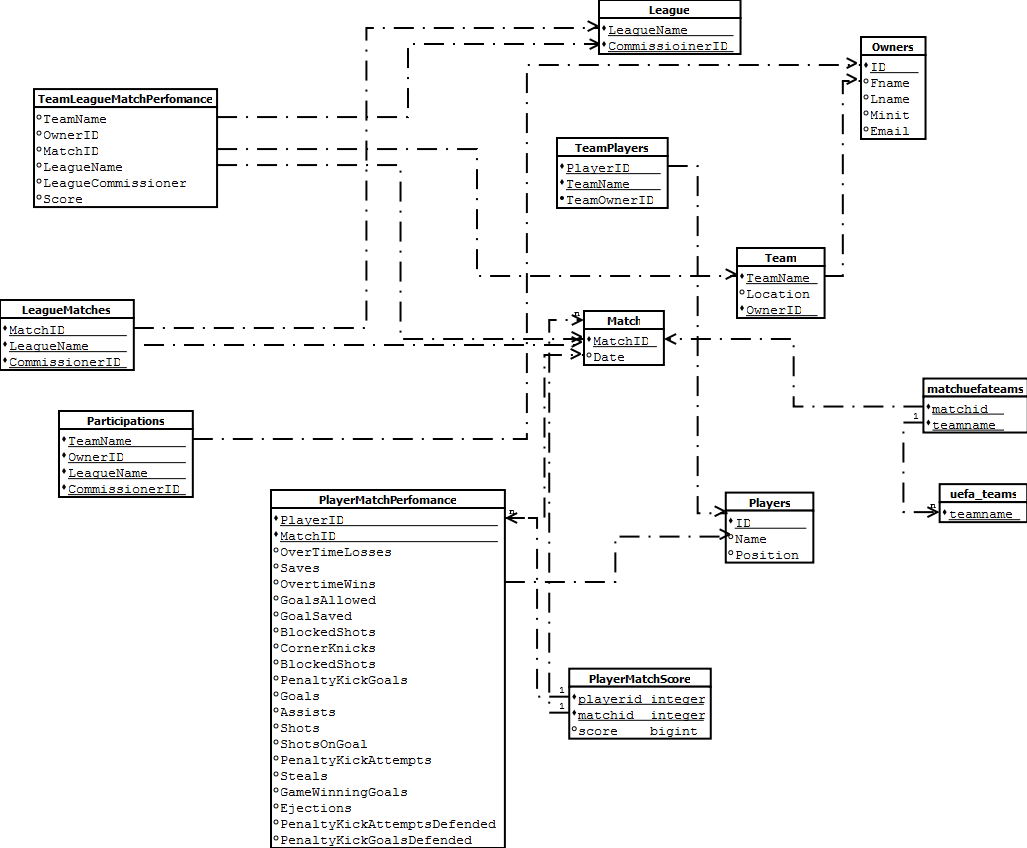 League
LeagueName
CommissioinerID
Owners
ID
Fname
Lname
Minit
Email
TeamLeagueMatchPerfomance
TeamName
OwnerID
MatchID
LeagueName
LeagueCommissioner
Score
TeamPlayers
PlayerID
TeamName
TeamOwnerID
Team
TeamName
Location
OwnerID
LeagueMatches
MatchID
LeagueName
CommissionerID
n
Match
MatchID
Date
matchuefateams
matchid
1
teamname
Participations
TeamName
OwnerID
LeagueName
CommissionerID
uefa_teams
n
teamname
PlayerMatchPerfomance
n
PlayerID
MatchID
OverTimeLosses
Saves
OvertimeWins
GoalsAllowed
GoalSaved
BlockedShots
CornerKnicks
BlockedShots
PenaltyKickGoals
Goals
Assists
Shots
ShotsOnGoal
PenaltyKickAttempts
Steals
GameWinningGoals
Ejections
PenaltyKickAttemptsDefended
PenaltyKickGoalsDefended
Players
ID
Name
Position
PlayerMatchScore
1
playerid integer
1
matchid integer
score bigint